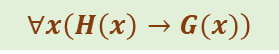 ∀x(H(x) → G(x))